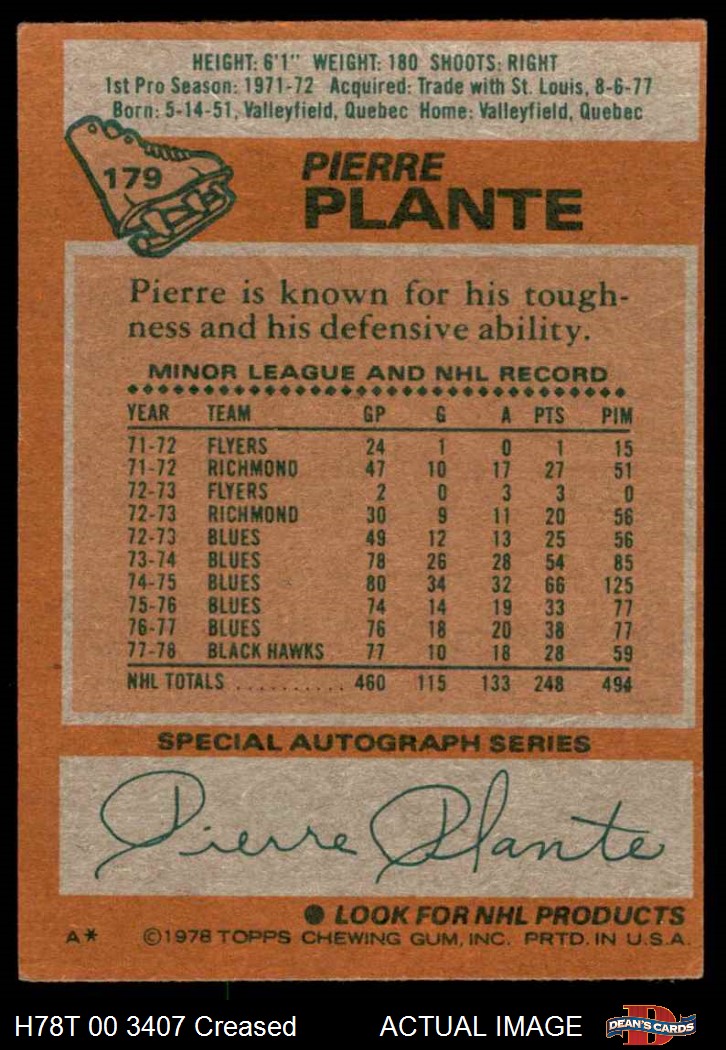 HEIGHT: 6'1" WEIGHT: 180 SHOOTS: RIGHT
1st Pro Season: 1971-72 Acquired: Trade with St. Louis, 8-6-77
Born: 5-14-51, Valleyfield, Quebec Home: Valleyfield, Quebec
179
PIERRE
PLANTE
Pierre is known for his tough-
ness and his defensive ability.
MINOR LEAGUE AND NHL RECORD
YEAR TEAM GP G A PTS PIM
71-72 FLYERS 24 1 0 1 15
71-72 RICHMOND 47 10 17 27 51
72-73 FLYERS 2 0 3 3 0
72-73 RICHMOND 30 9 11 20 56
72-73 BLUES 49 12 13 25 56
73-74 BLUES 78 26 28 54 85
74-75 BLUES 80 34 32 66 125
75-76 BLUES 74 14 19 33 77
76-77 BLUES 76 18 20 38 77
77-78 BLACK HAWKS 77 10 18 28 59
NHL TOTALS .......... 460 115 133 248 494
SPECIAL AUTOGRAPH SERIES
Pierre Plante
● LOOK FOR NHL PRODUCTS
A* ©1978 TOPPS CHEWING GUM, INC. PRTD. IN U.S.A.
H78T 00 3407 Creased ACTUAL IMAGE DEAN'S CARDS